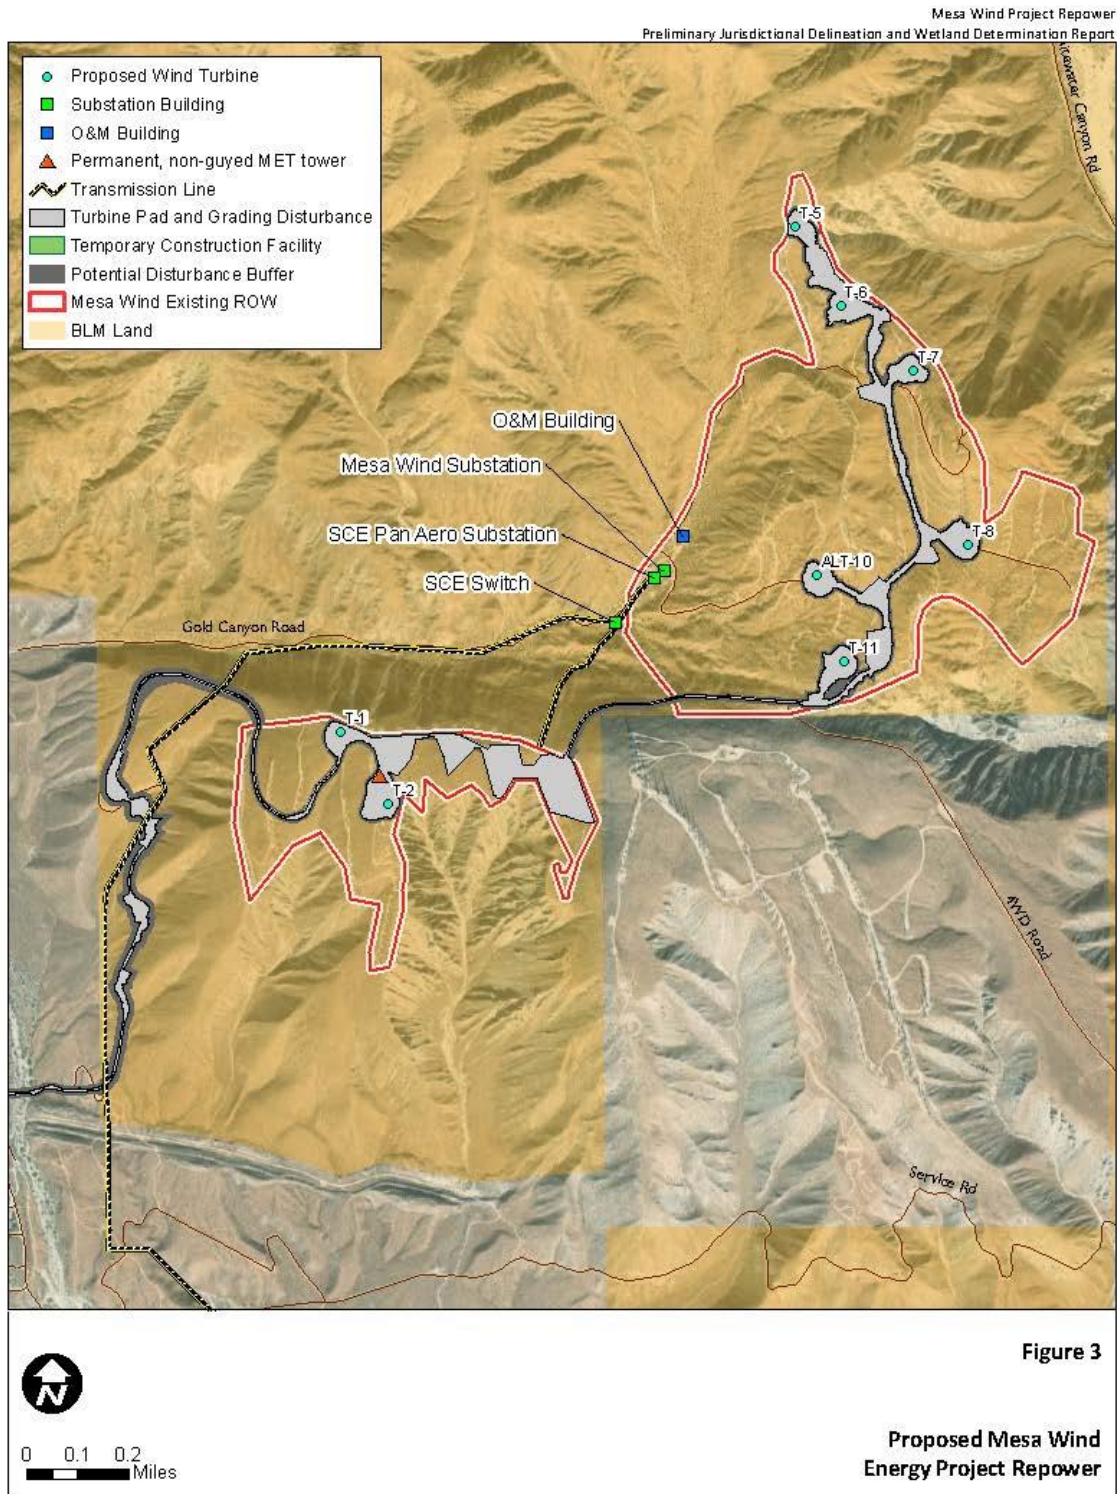 Mesa Wind Project Repower
Preliminary Jurisdictional Delineation and Wetland Determination Report
Proposed Wind Turbine
Substation Building
O&M Building
Permanent, non-guyed MET tower
Transmission Line
Turbine Pad and Grading Disturbance
Temporary Construction Facility
Potential Disturbance Buffer
Mesa Wind Existing ROW
BLM Land
Canyon Rd
T-5
T-6
T-7
O&M Building
Mesa Wind Substation
SCE Pan Aero Substation
T-8
ALT-10
SCE Switch
Gold Canyon Road
T-11
T-1
T-2
4WD Road
Service Rd
Figure 3
N
Proposed Mesa Wind
Energy Project Repower
0 0.1 0.2
Miles